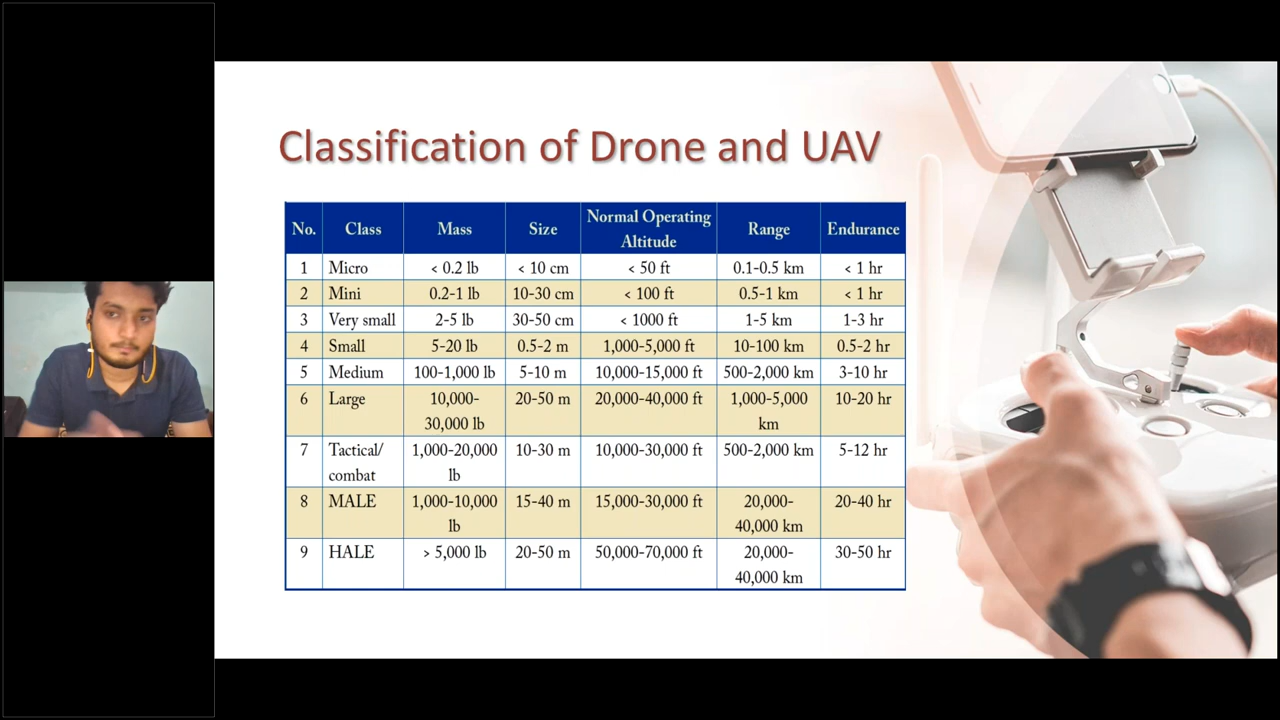 Classification of Drone and UAV
No. Class Mass Size Normal Operating Altitude Range Endurance
1 Micro < 0.2 lb < 10 cm < 50 ft 0.1-0.5 km < 1 hr
2 Mini 0.2-1 lb 10-30 cm < 100 ft 0.5-1 km < 1 hr
3 Very small 2-5 lb 30-50 cm < 1000 ft 1-5 km 1-3 hr
4 Small 5-20 lb 0.5-2 m 1,000-5,000 ft 10-100 km 0.5-2 hr
5 Medium 100-1,000 lb 5-10 m 10,000-15,000 ft 500-2,000 km 3-10 hr
6 Large 10,000-30,000 lb 20-50 m 20,000-40,000 ft 1,000-5,000 km 10-20 hr
7 Tactical/combat 1,000-20,000 lb 10-30 m 10,000-30,000 ft 500-2,000 km 5-12 hr
8 MALE 1,000-10,000 lb 15-40 m 15,000-30,000 ft 20,000-40,000 km 20-40 hr
9 HALE > 5,000 lb 20-50 m 50,000-70,000 ft 20,000-40,000 km 30-50 hr